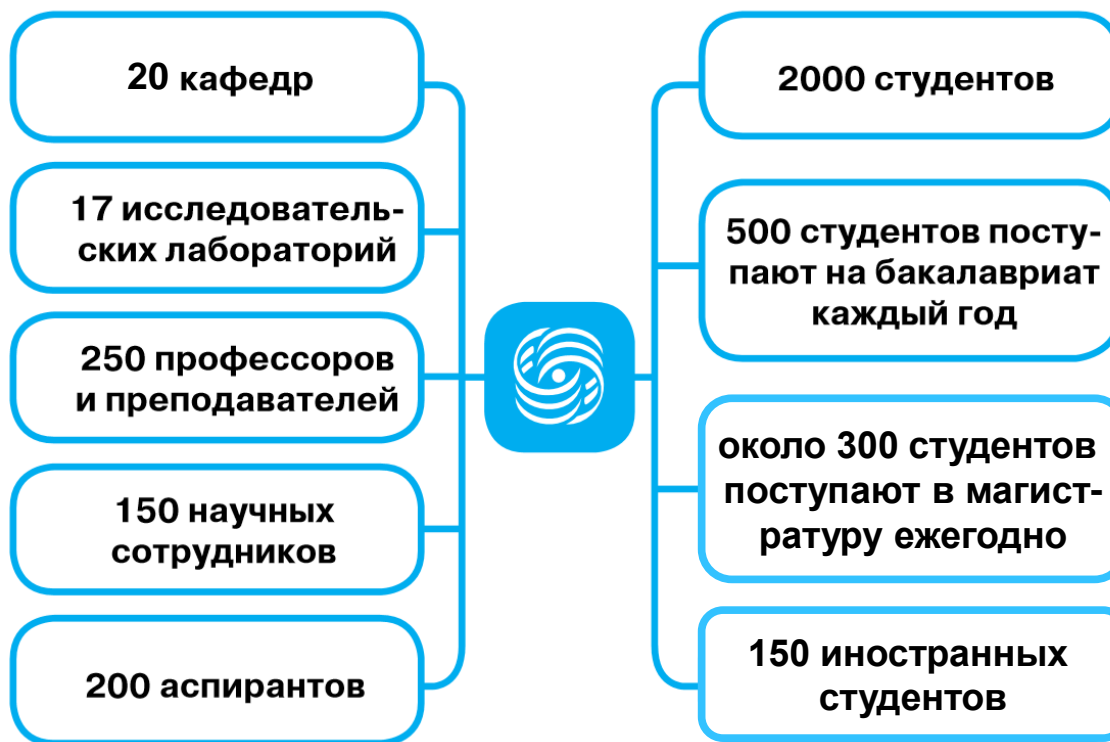 20 кафедр
17 исследователь-
ских лабораторий
250 профессоров
и преподавателей
150 научных
сотрудников
200 аспирантов
2000 студентов
500 студентов посту-
пают на бакалавриат
каждый год
около 300 студентов
поступают в магист-
ратуру ежегодно
150 иностранных
студентов